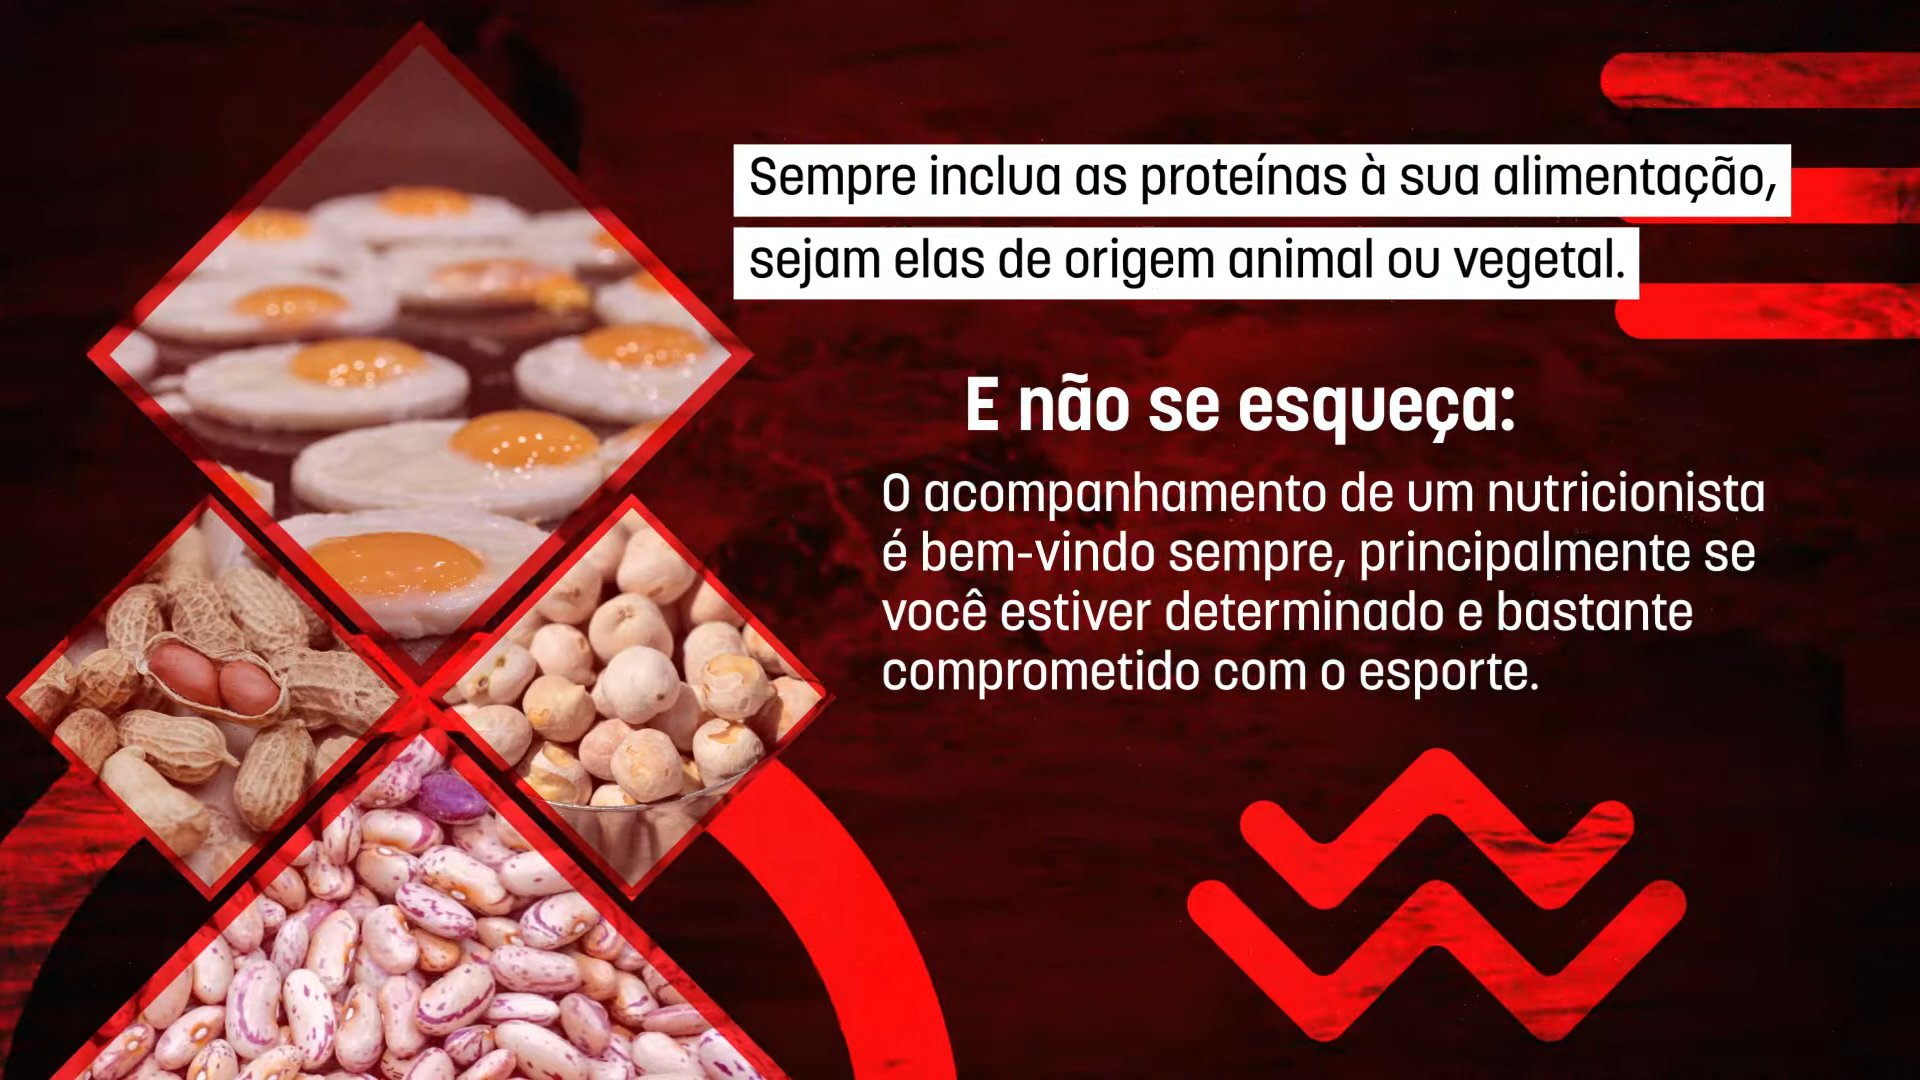 Sempre inclua as proteínas à sua alimentação,
sejam elas de origem animal ou vegetal.
E não se esqueça:
O acompanhamento de um nutricionista
é bem-vindo sempre, principalmente se
você estiver determinado e bastante
comprometido com o esporte.